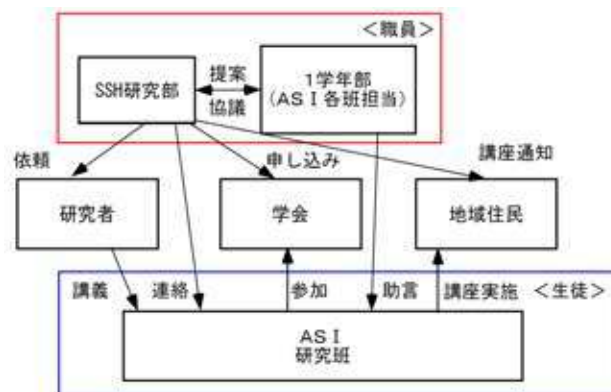 ＜職員＞
SSH研究部
提案
協議
1学年部
(ASⅠ各班担当)
依頼
申し込み
講座通知
研究者
学会
地域住民
講義
連絡
参加
助言
講座実施
＜生徒＞
ASⅠ
研究班